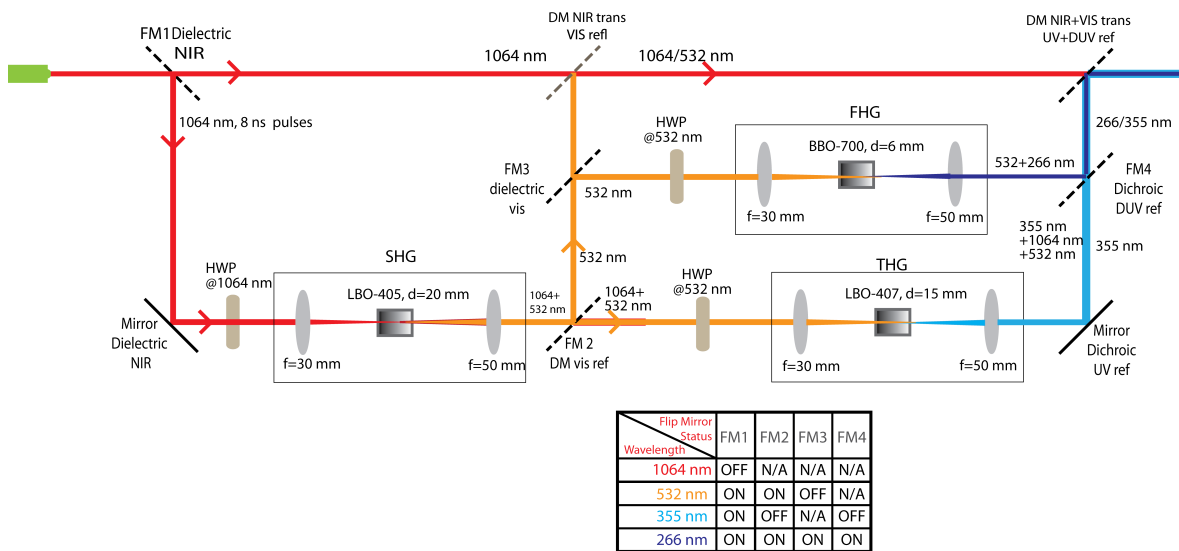 DM NIR trans
VIS refl
DM NIR+VIS trans
UV+DUV ref
FM1 Dielectric
NIR
1064 nm
1064/532 nm
1064 nm, 8 ns pulses
HWP
@532 nm
FHG
BBO-700, d=6 mm
f=30 mm
f=50 mm
532+266 nm
266/355 nm
FM3
dielectric
vis
532 nm
FM4
Dichroic
DUV ref
355 nm
+1064 nm
+532 nm
355 nm
532 nm
HWP
@1064 nm
SHG
LBO-405, d=20 mm
f=30 mm
f=50 mm
1064+
532 nm
1064+
532 nm
HWP
@532 nm
THG
LBO-407, d=15 mm
f=30 mm
f=50 mm
Mirror
Dielectric
NIR
FM 2
DM vis ref
Mirror
Dichroic
UV ref
Flip Mirror
Status
Wavelength
FM1 FM2 FM3 FM4
1064 nm OFF N/A N/A N/A
532 nm ON ON OFF N/A
355 nm ON OFF N/A OFF
266 nm ON ON ON ON